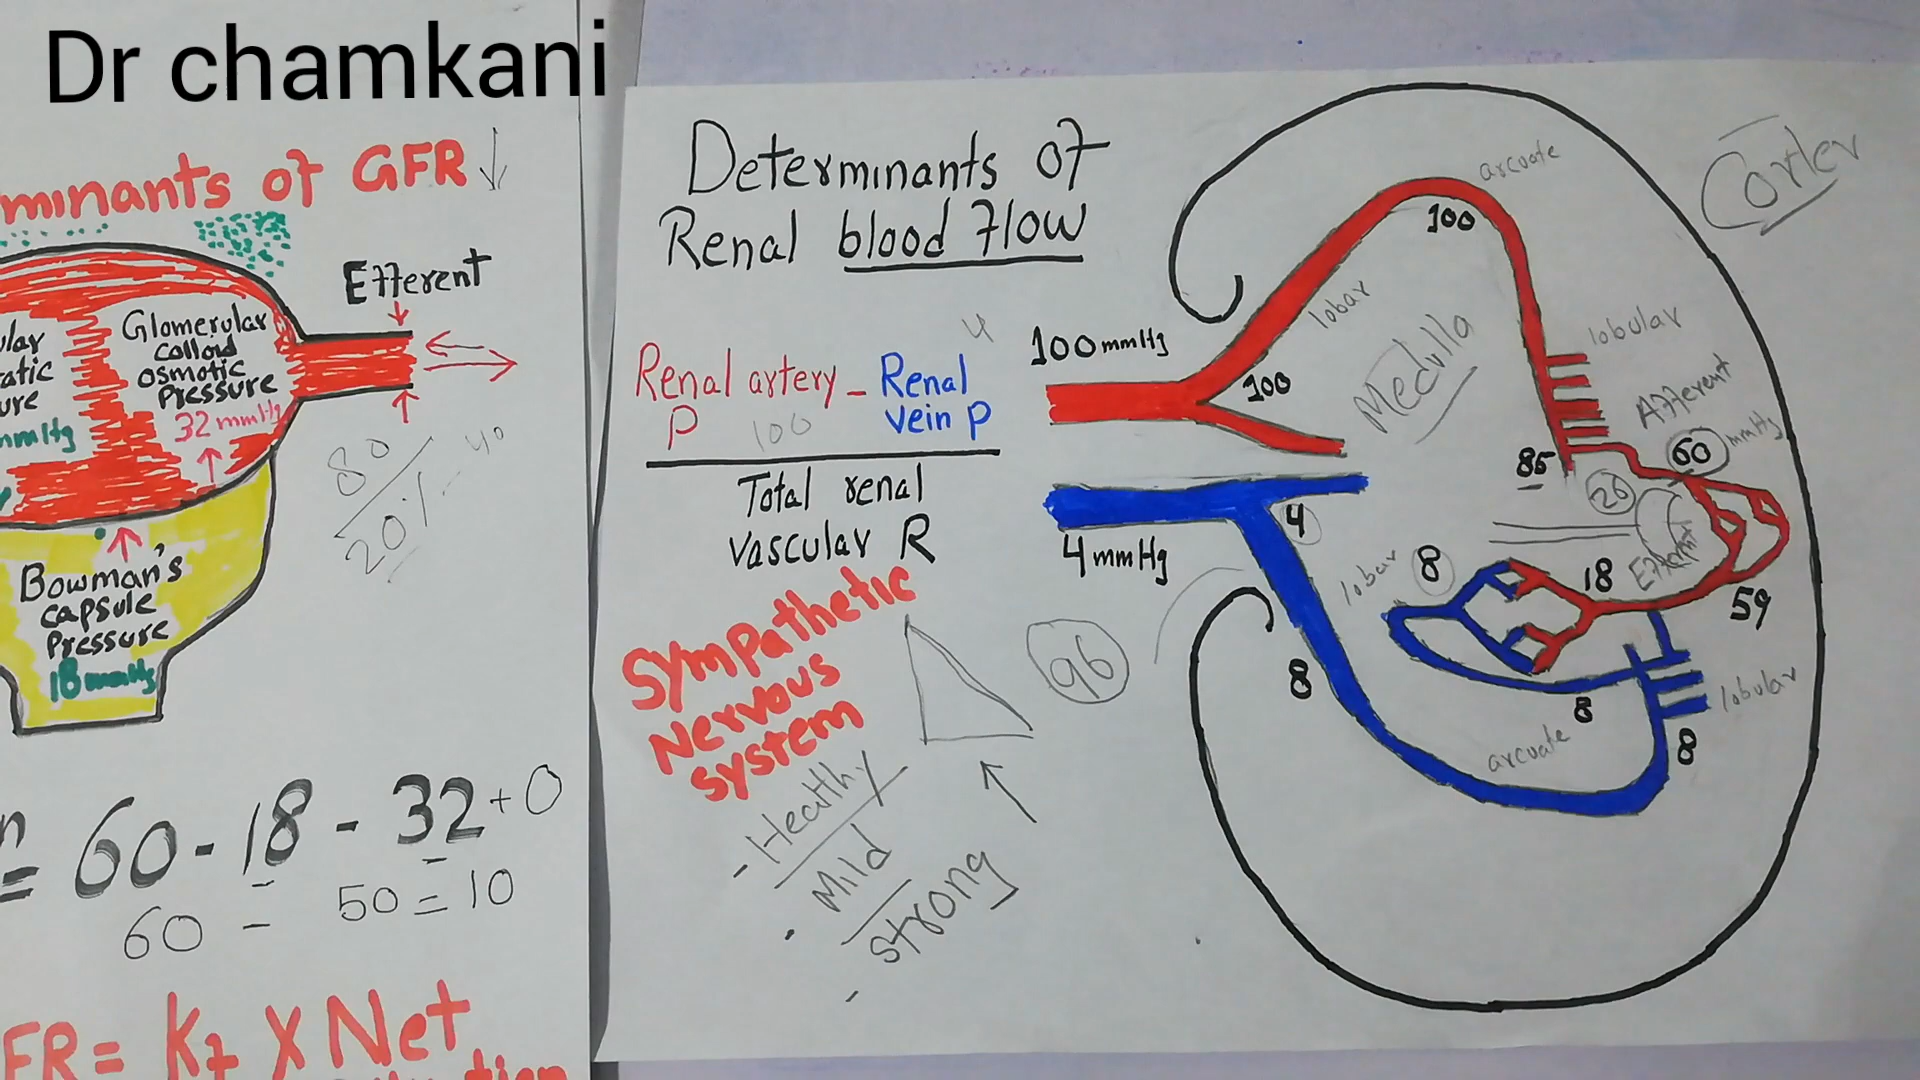 Dr chamkani
minants of GFR ↓
Efferent
Glomerular
colloid
osmotic
Pressure
32 mmHg
80
20%
Bowman's
capsule
Pressure
18 mmHg
= 60 - 18 - 32 + 0
60 - 50 = 10
FR = Kf X Net
Determinants of
Renal blood Flow
4
Renal artery - Renal
P 100 vein P
Total renal
vascular R
Sympathetic
Nervous
system
- Healthy
Mild
strong
96
100 mmHg
100
lobar
100
arcuate
Medulla
lobular
Afferent
60 mmHg
85
26
Efferent
59
18
8
lobar
4
4 mmHg
8
8
arcuate
lobular
8